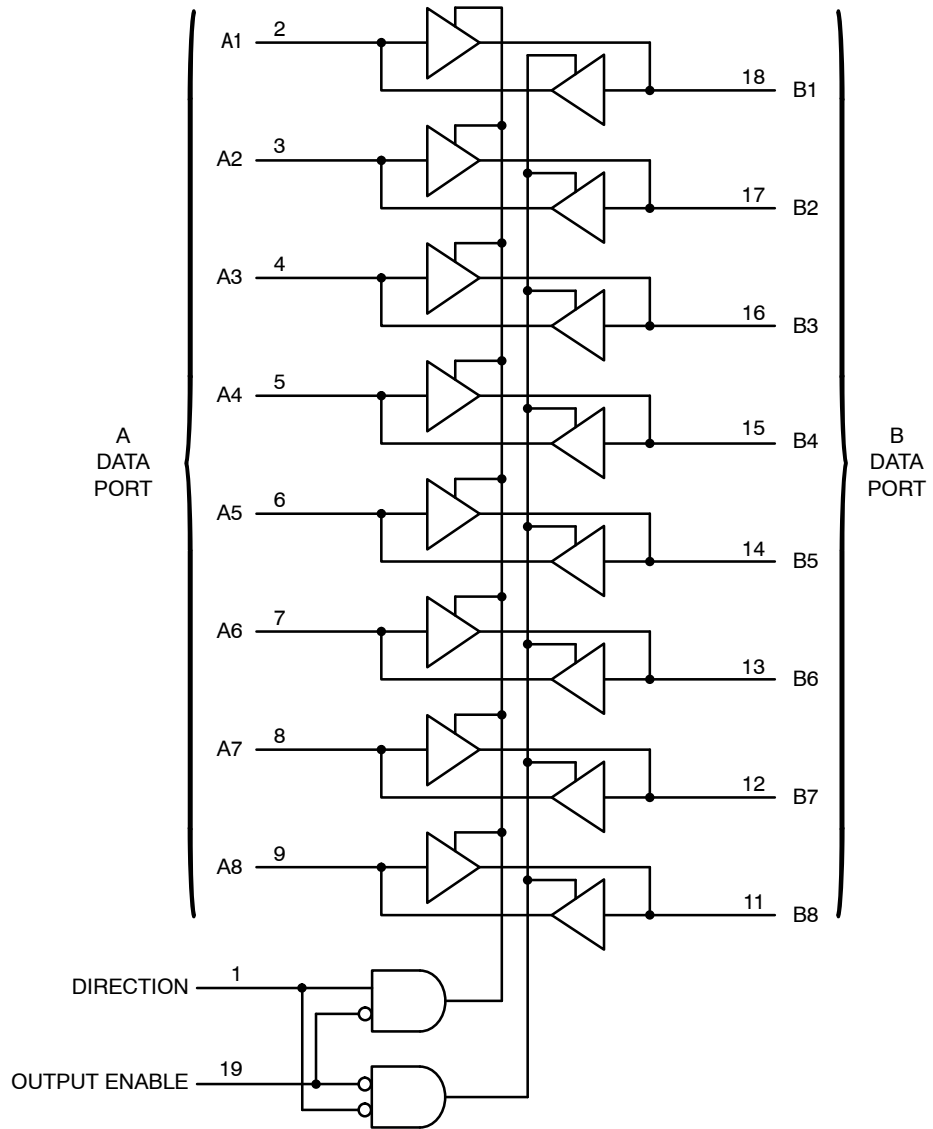 A1 2
18 B1
A2 3
17 B2
A3 4
16 B3
A4 5
15 B4
A
DATA
PORT
B
DATA
PORT
A5 6
14 B5
A6 7
13 B6
A7 8
12 B7
A8 9
11 B8
DIRECTION 1
OUTPUT ENABLE 19